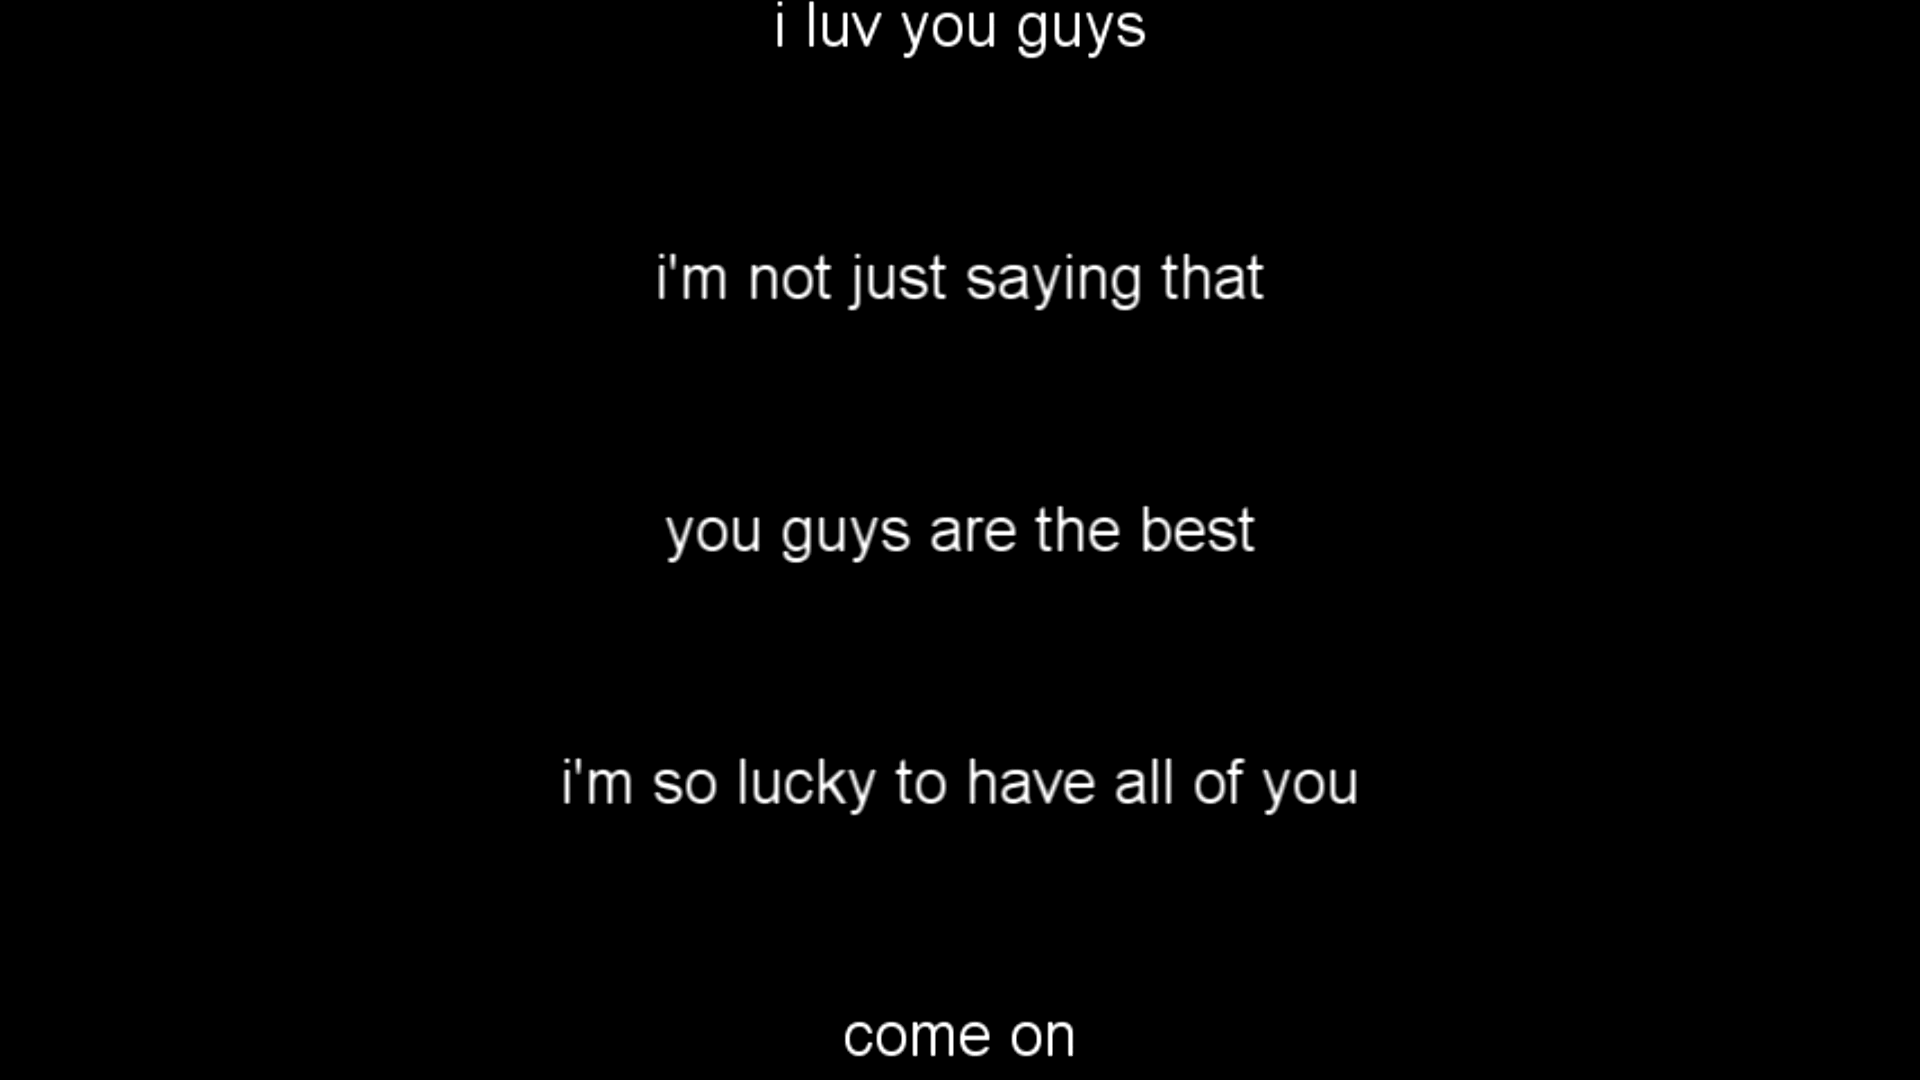 i luv you guys
i'm not just saying that
you guys are the best
i'm so lucky to have all of you
come on